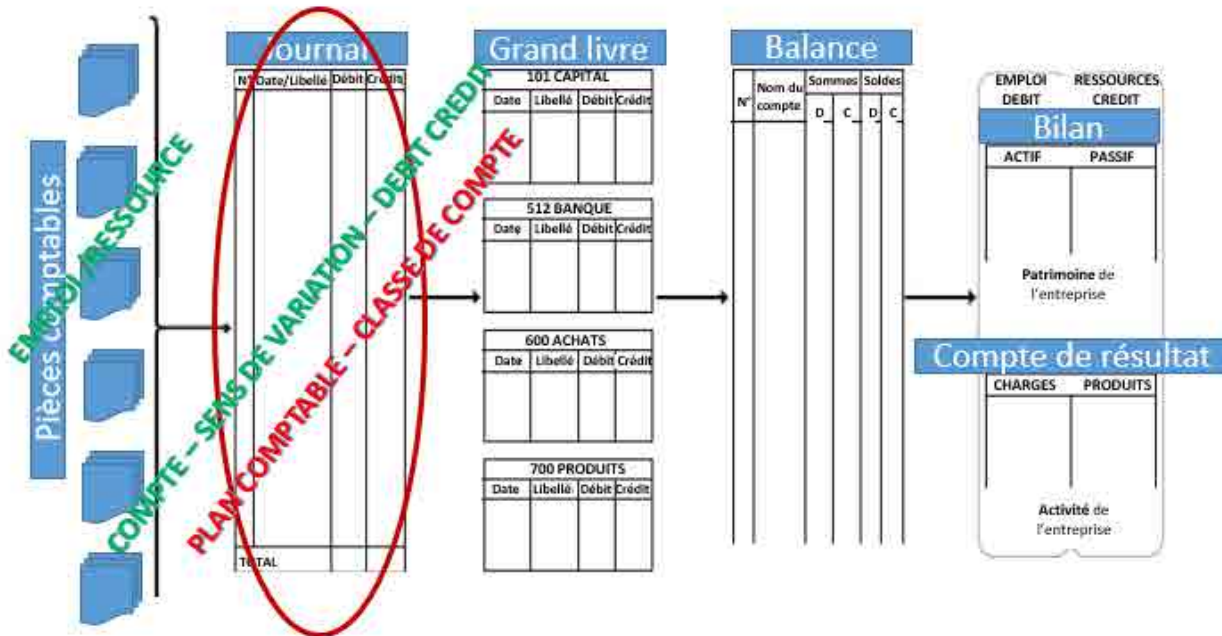 Pièces Comptables
EMPLOI /RESSOURCE
COMPTE – SENS DE VARIATION – DEBIT CREDIT
PLAN COMPTABLE – CLASSE DE COMPTE
Journal
N° Date/Libellé Débit Crédit
TOTAL
Grand livre
101 CAPITAL
Date Libellé Débit Crédit
512 BANQUE
Date Libellé Débit Crédit
600 ACHATS
Date Libellé Débit Crédit
700 PRODUITS
Date Libellé Débit Crédit
Balance
N° Nom du compte Sommes Soldes
D C D C
EMPLOI RESSOURCES
DEBIT CREDIT
Bilan
ACTIF PASSIF
Patrimoine de
l'entreprise
Compte de résultat
CHARGES PRODUITS
Activité de
l'entreprise